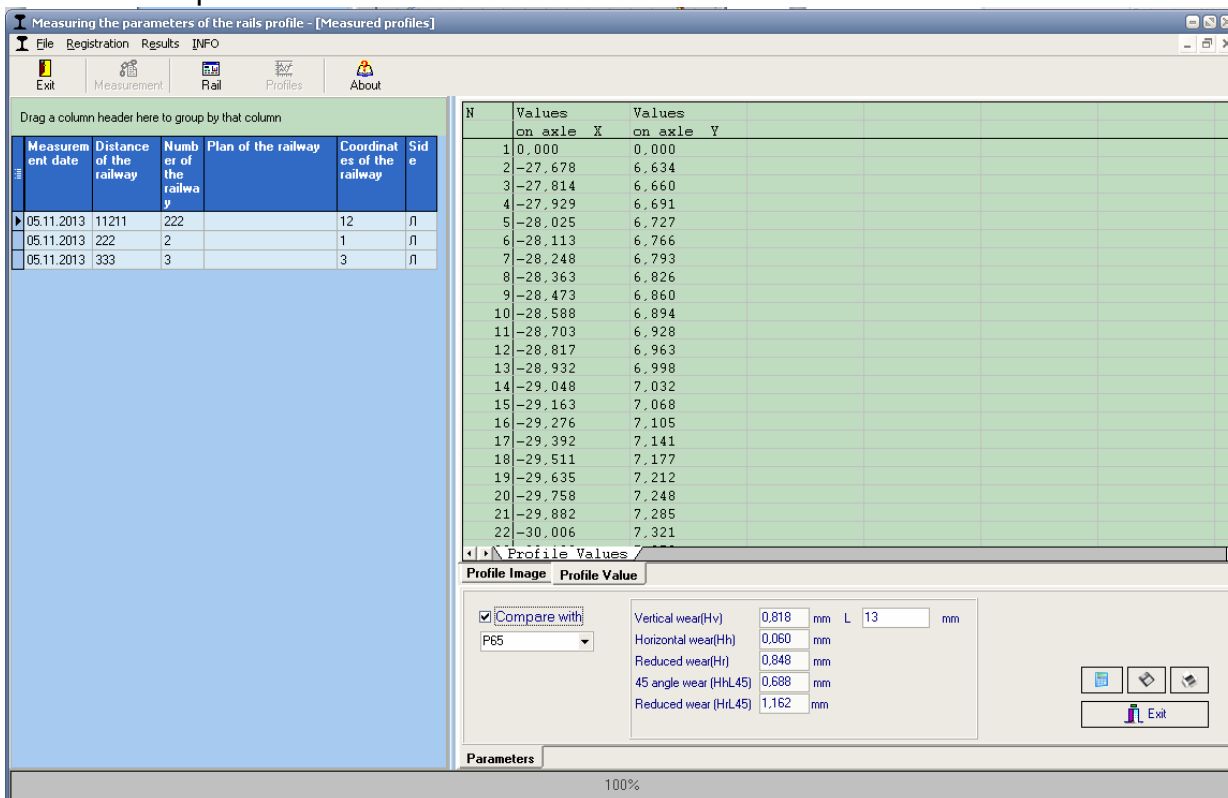 Measuring the parameters of the rails profile - [Measured profiles]
File Registration Results INFO
Exit Measurement Rail Profiles About
Drag a column header here to group by that column
Measurem Distance Numb Plan of the railway Coordinat Sid
ent date of the er of es of the e
railway the railway
railwa
y
05.11.2013 11211 222 12 Л
05.11.2013 222 2 1 Л
05.11.2013 333 3 3 Л
N Values Values
on axle X on axle Y
1 0,000 0,000
2 -27,678 6,634
3 -27,814 6,660
4 -27,929 6,691
5 -28,025 6,727
6 -28,113 6,766
7 -28,248 6,793
8 -28,363 6,826
9 -28,473 6,860
10 -28,588 6,894
11 -28,703 6,928
12 -28,817 6,963
13 -28,932 6,998
14 -29,048 7,032
15 -29,163 7,068
16 -29,276 7,105
17 -29,392 7,141
18 -29,511 7,177
19 -29,635 7,212
20 -29,758 7,248
21 -29,882 7,285
22 -30,006 7,321
Profile Values
Profile Image Profile Value
Compare with
P65
Vertical wear(Hv) 0,818 mm L 13 mm
Horizontal wear(Hh) 0,060 mm
Reduced wear(Hr) 0,848 mm
45 angle wear (HhL45) 0,688 mm
Reduced wear (HrL45) 1,162 mm
Exit
Parameters
100%